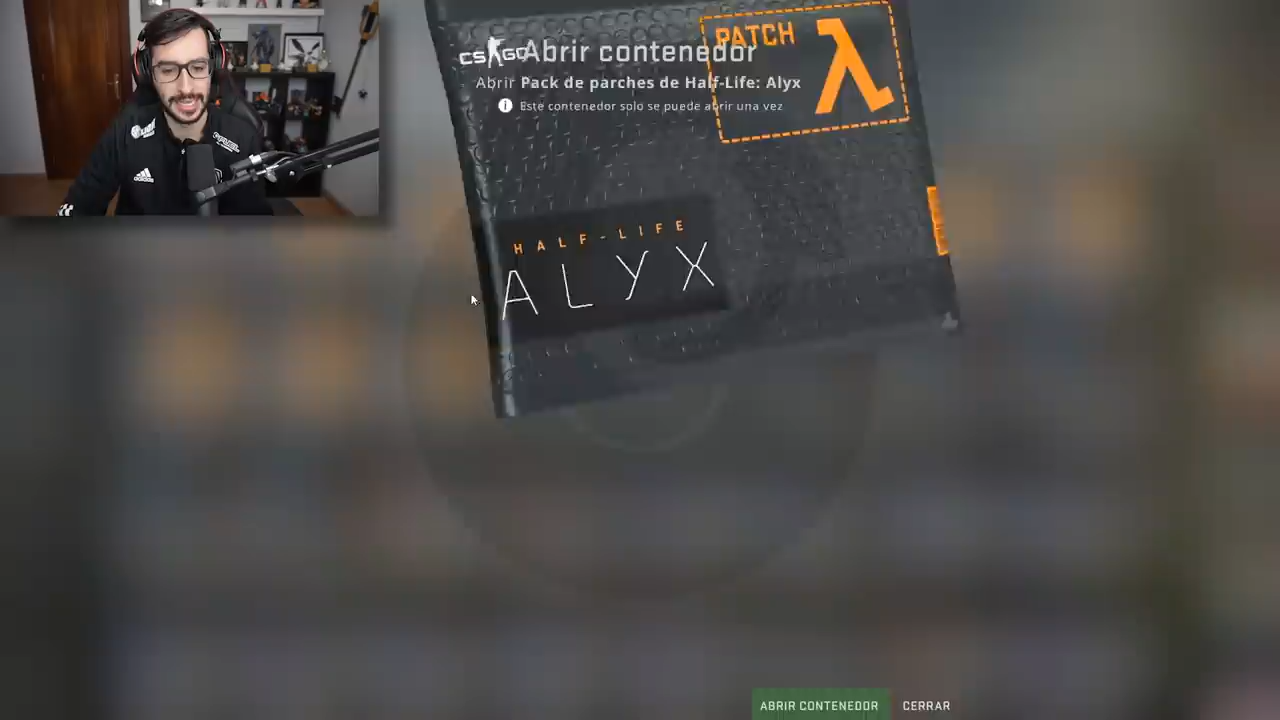 CS GO
Abrir contenedor
PATCH
Abrir Pack de parches de Half-Life: Alyx
Este contenedor solo se puede abrir una vez
HALF-LIFE
ALYX
adidas
ABRIR CONTENEDOR
CERRAR